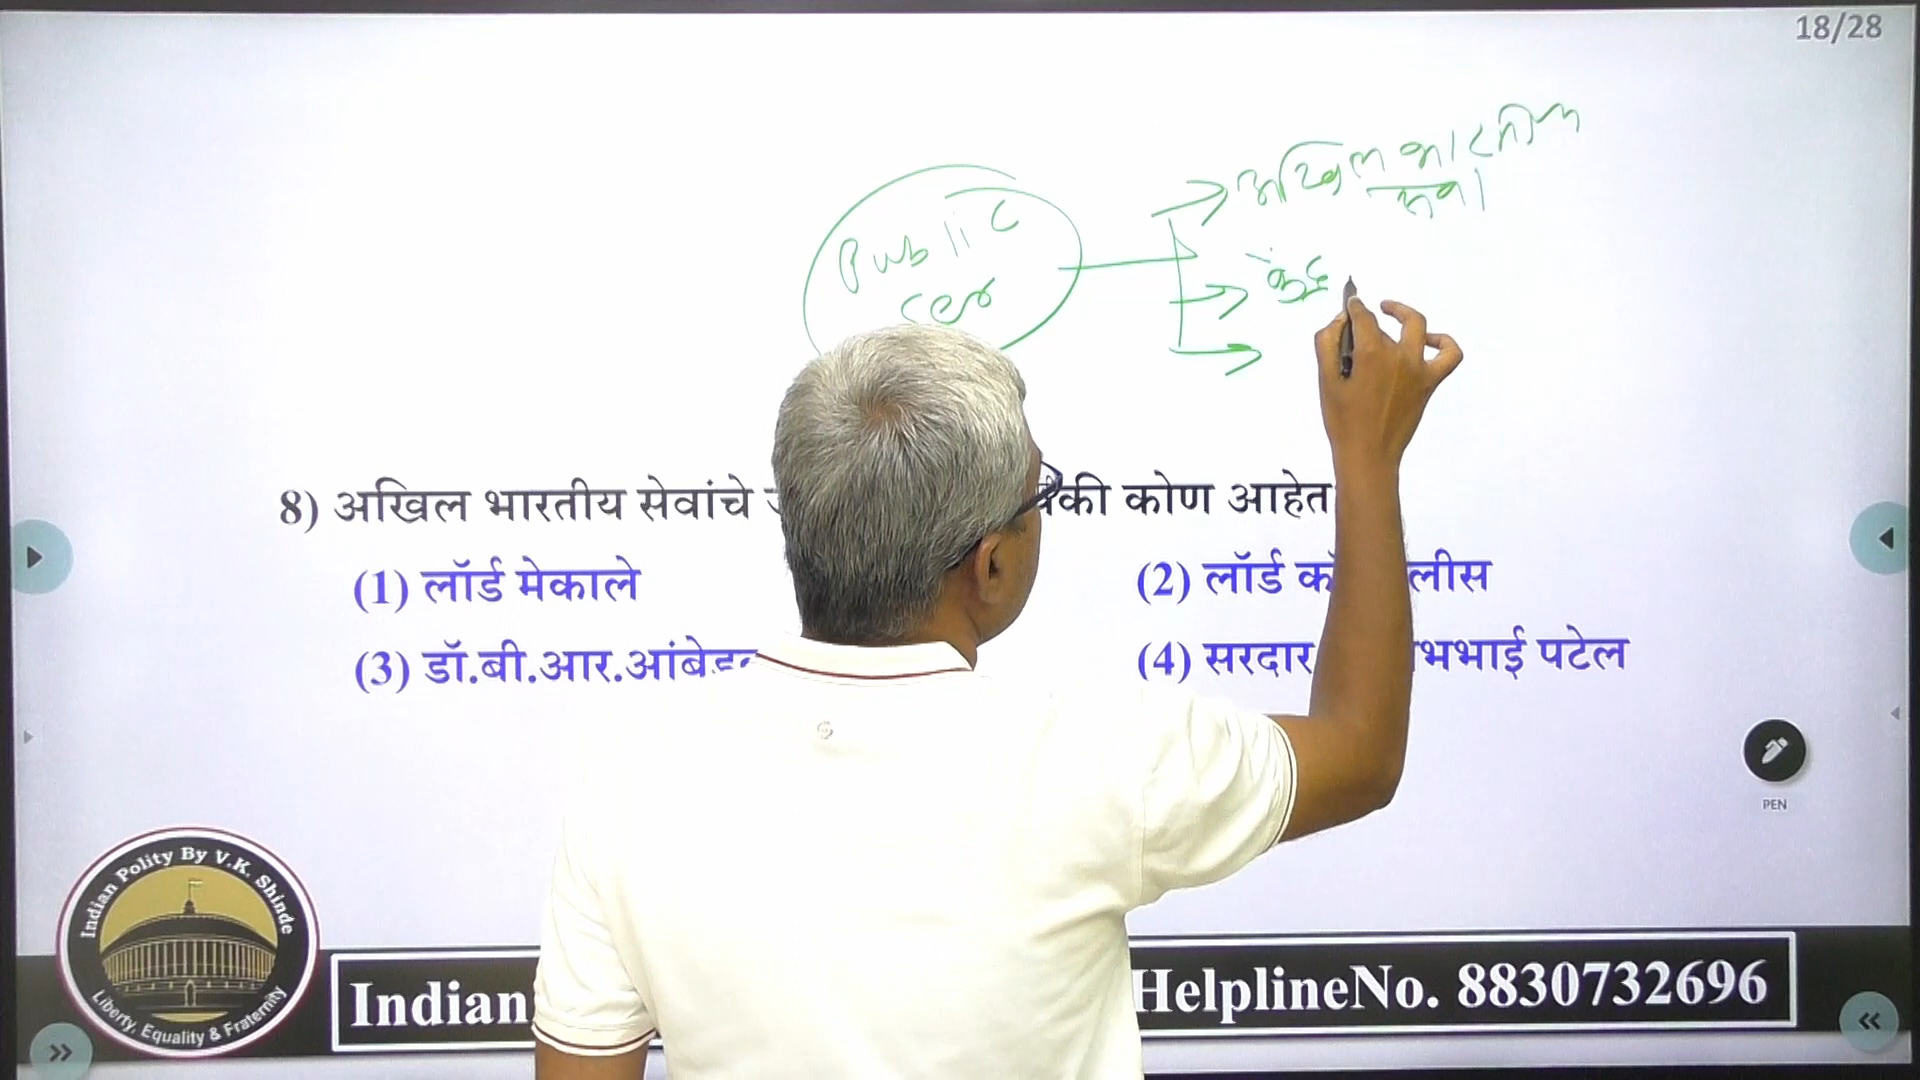 18/28
Public
ser
अखिल भारतीय
सेवा
केंद्र
8) अखिल भारतीय सेवांचे कोण आहेत
(1) लॉर्ड मेकाले
(2) लॉर्ड
(3) डॉ.बी.आर.
(4) सरदार पटेल
PEN
Indian Polity By V.K. Shinde
Liberty, Equality & Fraternity
Indian HelplineNo. 8830732696